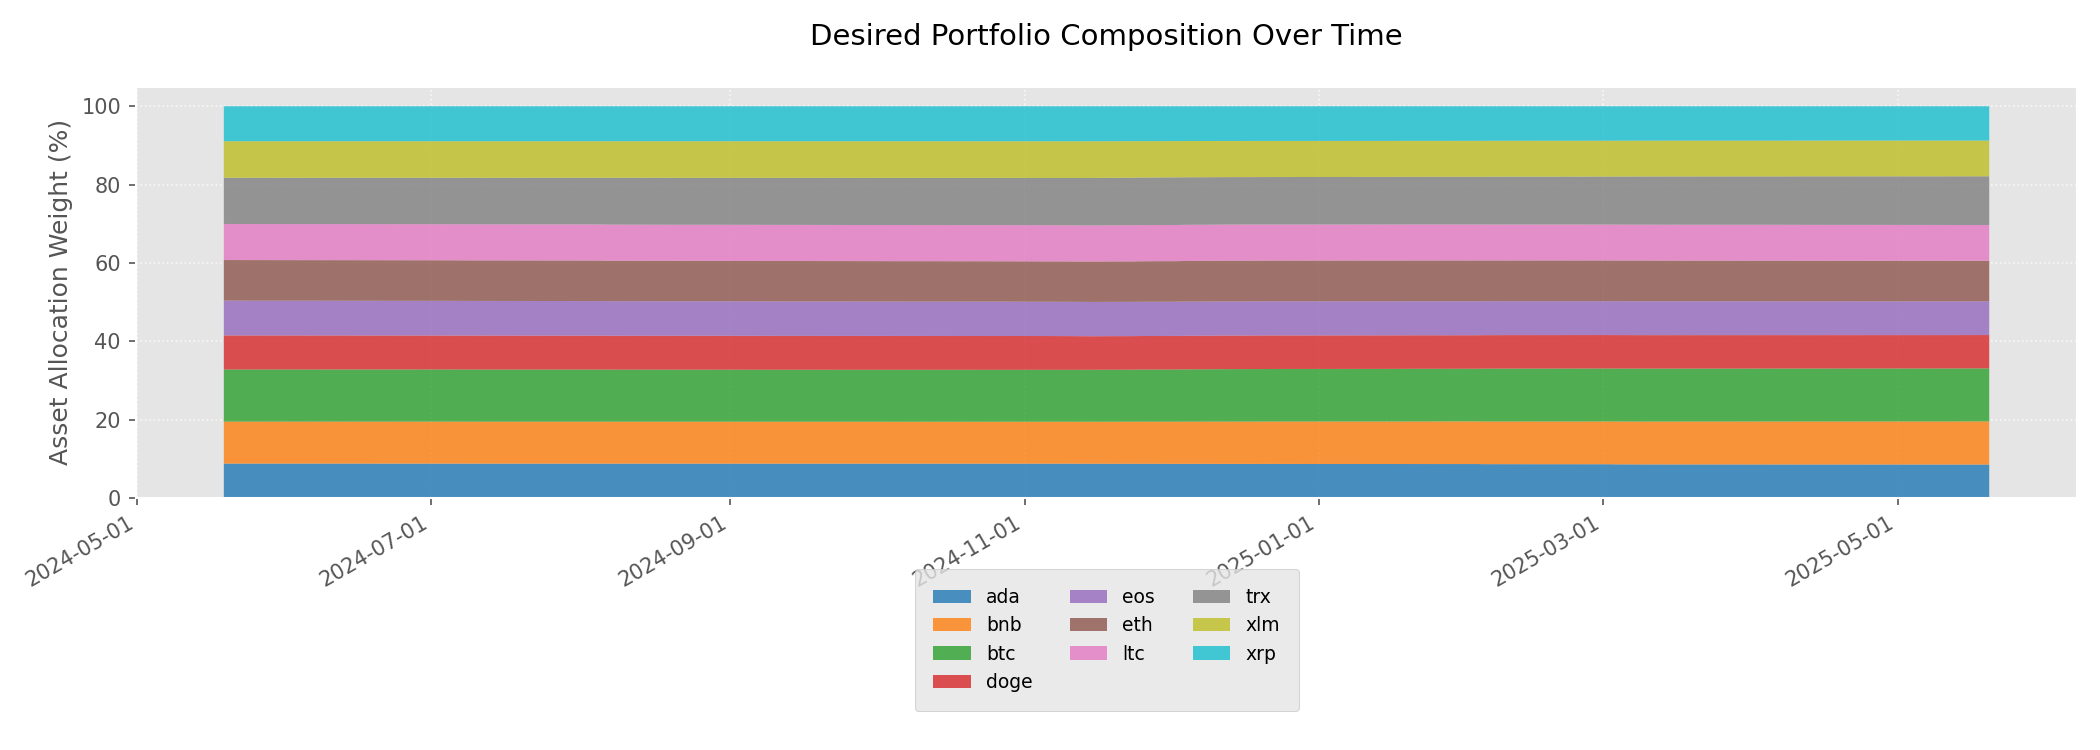 Desired Portfolio Composition Over Time
Asset Allocation Weight (%)
100
80
60
40
20
0
2024-05-01
2024-07-01
2024-09-01
2024-11-01
2025-01-01
2025-03-01
2025-05-01
ada
bnb
btc
doge
eos
eth
ltc
trx
xlm
xrp